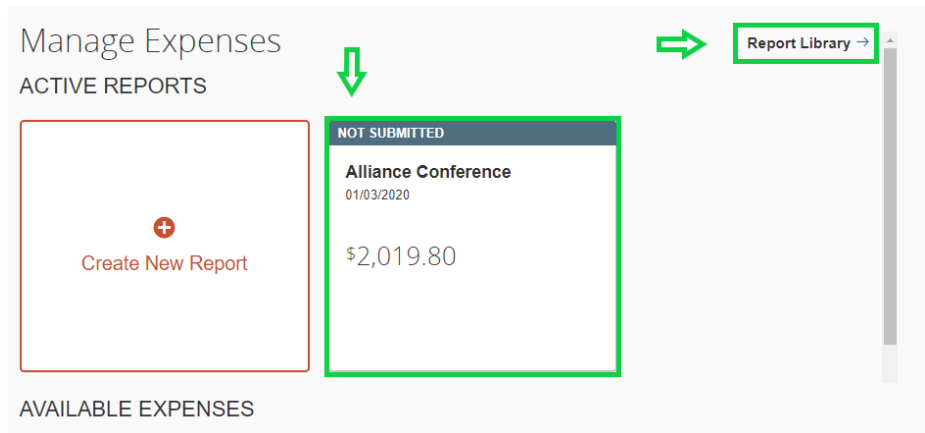 Manage Expenses
Report Library →
ACTIVE REPORTS
Create New Report
NOT SUBMITTED
Alliance Conference
01/03/2020
$2,019.80
AVAILABLE EXPENSES